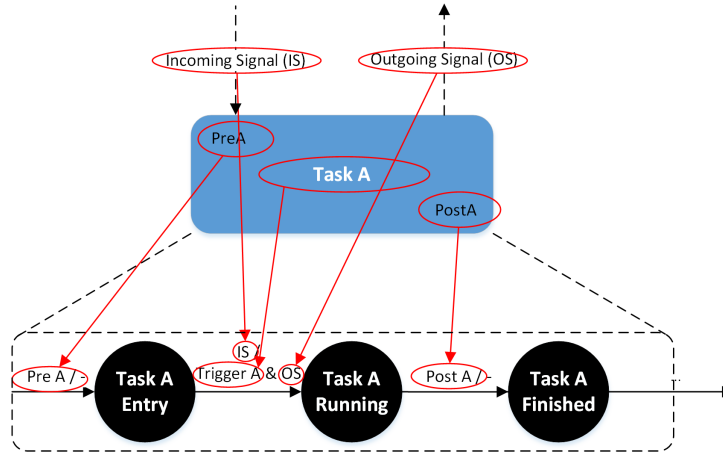 Incoming Signal (IS)
Outgoing Signal (OS)
PreA
Task A
PostA
IS /
Pre A / -
Trigger A & OS
Post A / -
Task A
Entry
Task A
Running
Task A
Finished
...